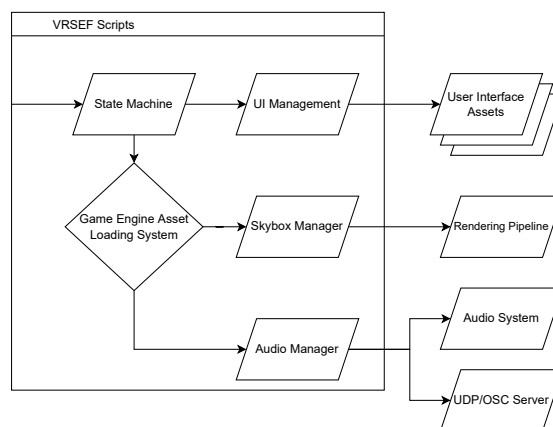 VRSEF Scripts
State Machine
UI Management
User Interface
Assets
Game Engine Asset
Loading System
Skybox Manager
Rendering Pipeline
Audio System
Audio Manager
UDP/OSC Server